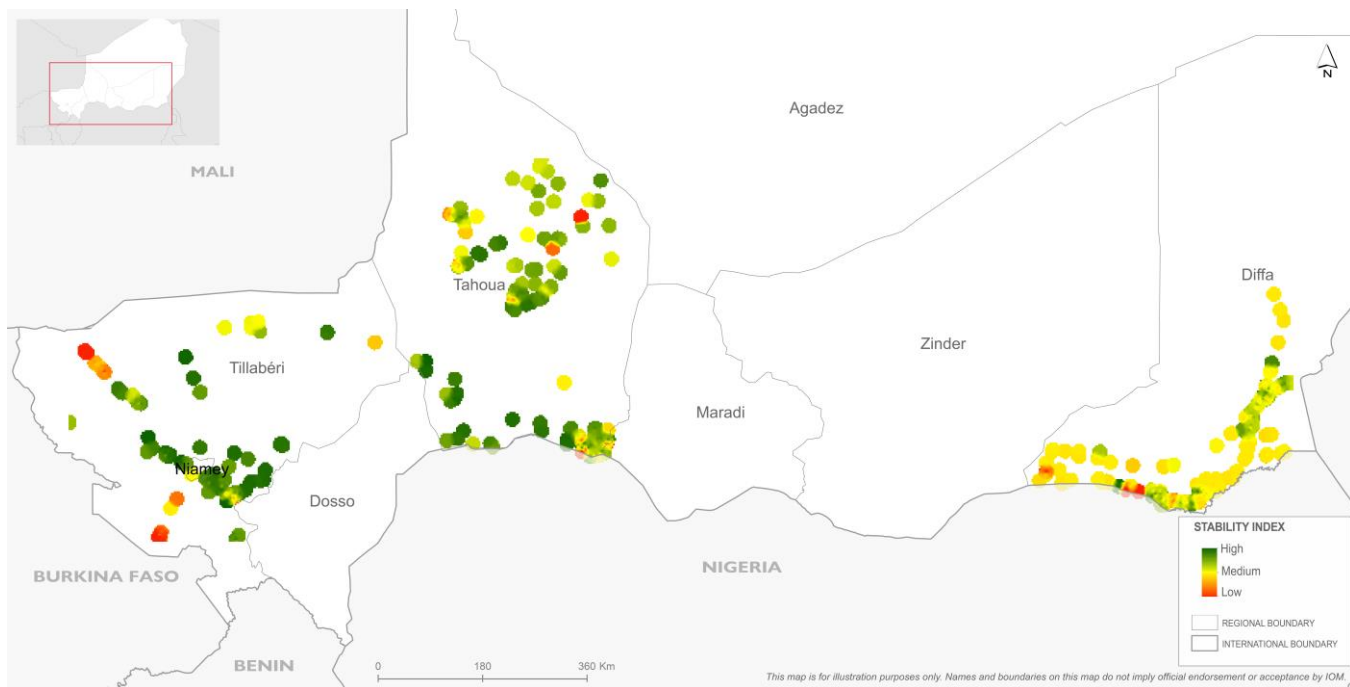 N
Agadez
MALI
Diffa
Tahoua
Tillabéri
Zinder
Maradi
Niamey
Dosso
STABILITY INDEX
High
Medium
Low
REGIONAL BOUNDARY
INTERNATIONAL BOUNDARY
BURKINA FASO
NIGERIA
BENIN
0 180 360 Km
This map is for illustration purposes only. Names and boundaries on this map do not imply official endorsement or acceptance by IOM.